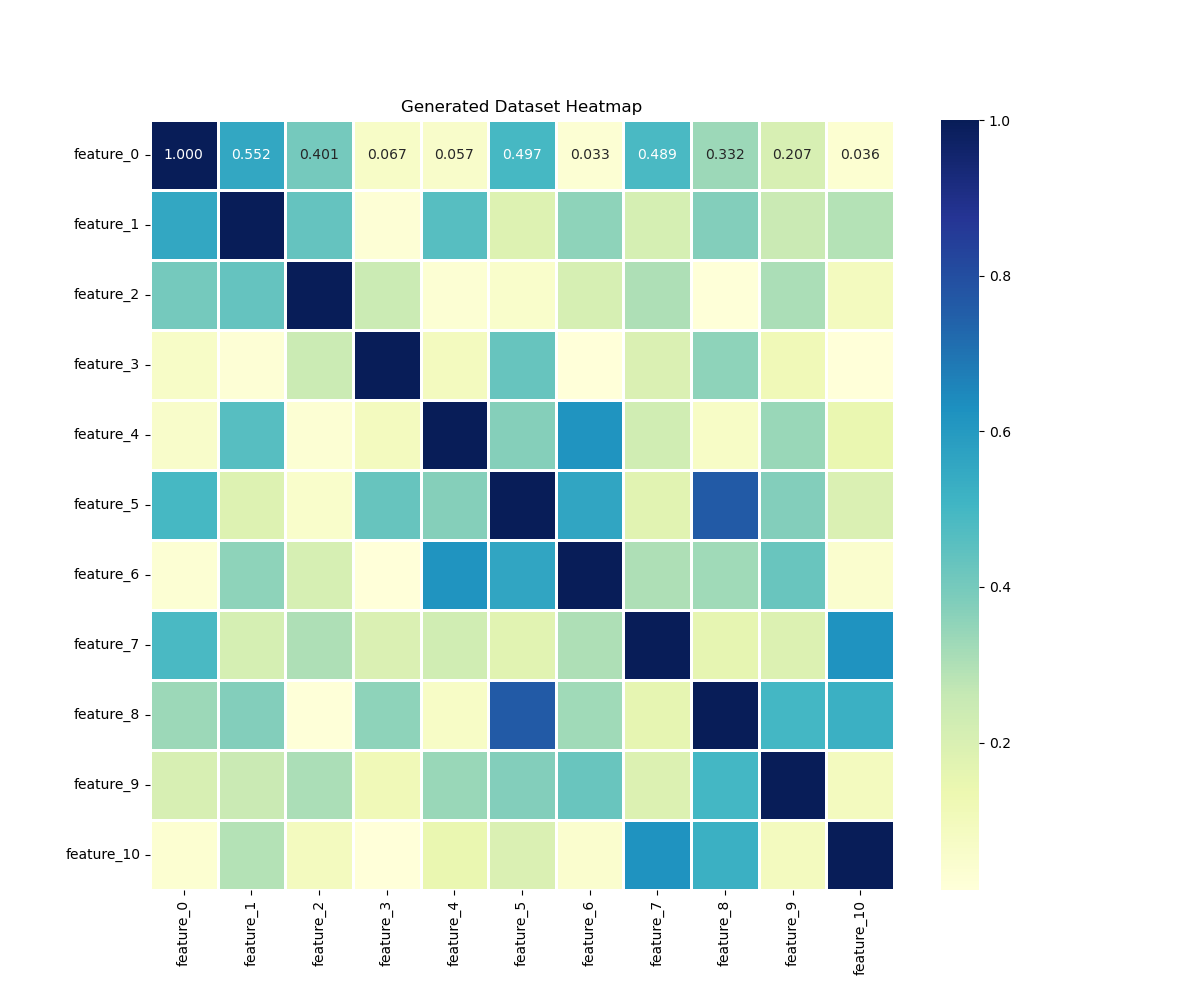 Generated Dataset Heatmap
feature_0 1.000 0.552 0.401 0.067 0.057 0.497 0.033 0.489 0.332 0.207 0.036
feature_1
feature_2
feature_3
feature_4
feature_5
feature_6
feature_7
feature_8
feature_9
feature_10
feature_0 feature_1 feature_2 feature_3 feature_4 feature_5 feature_6 feature_7 feature_8 feature_9 feature_10
1.0
0.8
0.6
0.4
0.2